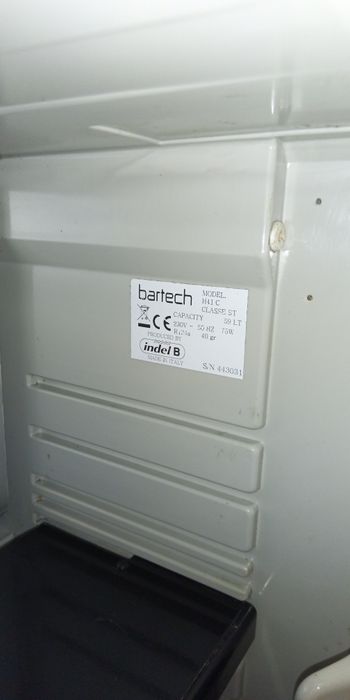 bartech
MODEL
H41 C
CLASSE ST
CAPACITY 59 LT
230V ~ 50 HZ 75W
R134a 40 gr
PRODUCED BY
indel B
MADE IN ITALY
S/N 443031